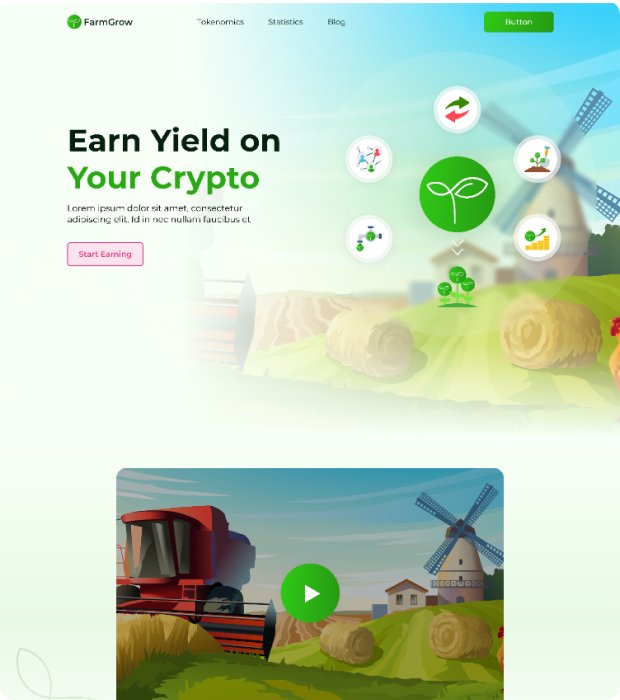 FarmGrow
Tokenomics
Statistics
Blog
Button
Earn Yield on
Your Crypto
Lorem ipsum dolor sit amet, consectetur
adipiscing elit. Id in nec nullam faucibus et
Start Earning